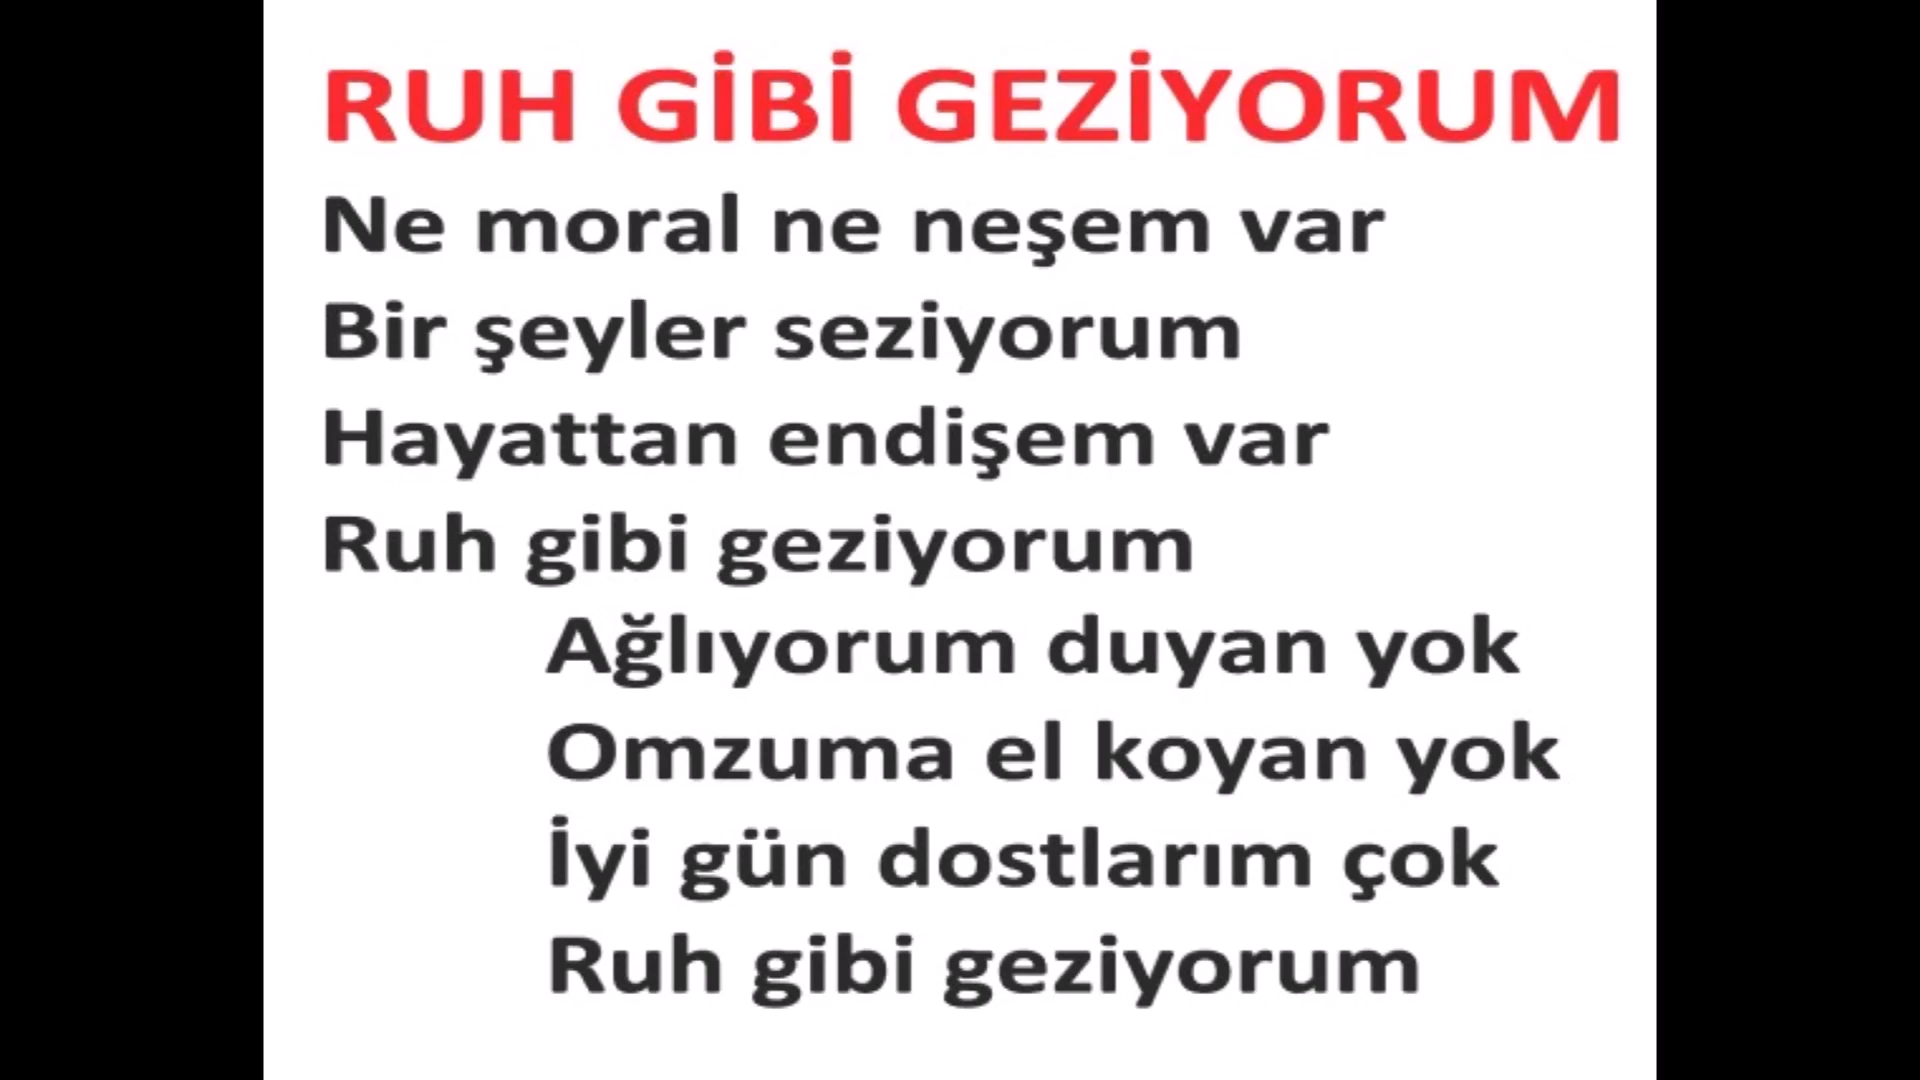 RUH GİBİ GEZİYORUM
Ne moral ne neşem var
Bir şeyler seziyorum
Hayattan endişem var
Ruh gibi geziyorum
Ağlıyorum duyan yok
Omzuma el koyan yok
İyi gün dostlarım çok
Ruh gibi geziyorum